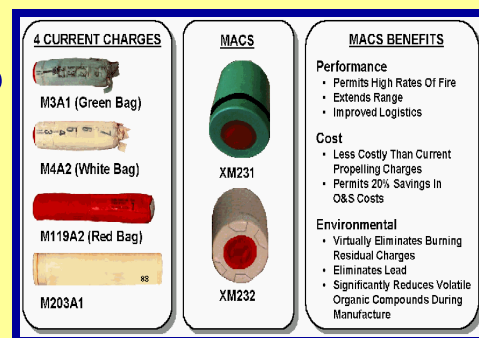 4 CURRENT CHARGES
M3A1 (Green Bag)
M4A2 (White Bag)
M119A2 (Red Bag)
M203A1
MACS
XM231
XM232
MACS BENEFITS
Performance
• Permits High Rates Of Fire
• Extends Range
• Improved Logistics
Cost
• Less Costly Than Current
Propelling Charges
• Permits 20% Savings In
O&S Costs
Environmental
• Virtually Eliminates Burning
Residual Charges
• Eliminates Lead
• Significantly Reduces Volatile
Organic Compounds During
Manufacture